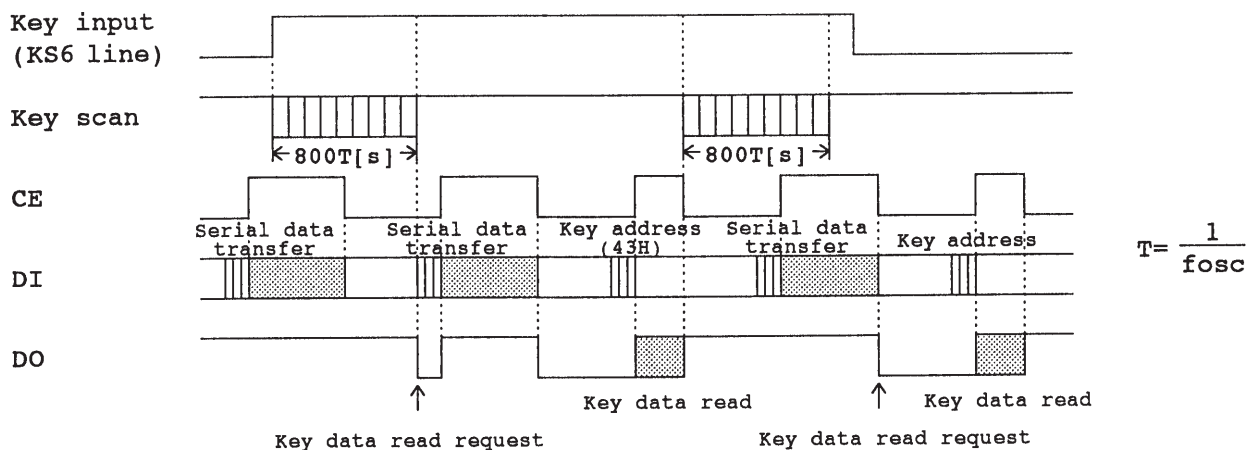 Key input
(KS6 line)
Key scan
800T[s]
800T[s]
CE
Serial data
transfer
Serial data
transfer
Key address
(43H)
Serial data
transfer
Key address
T= 1/fosc
DI
DO
Key data read
Key data read
Key data read request
Key data read request